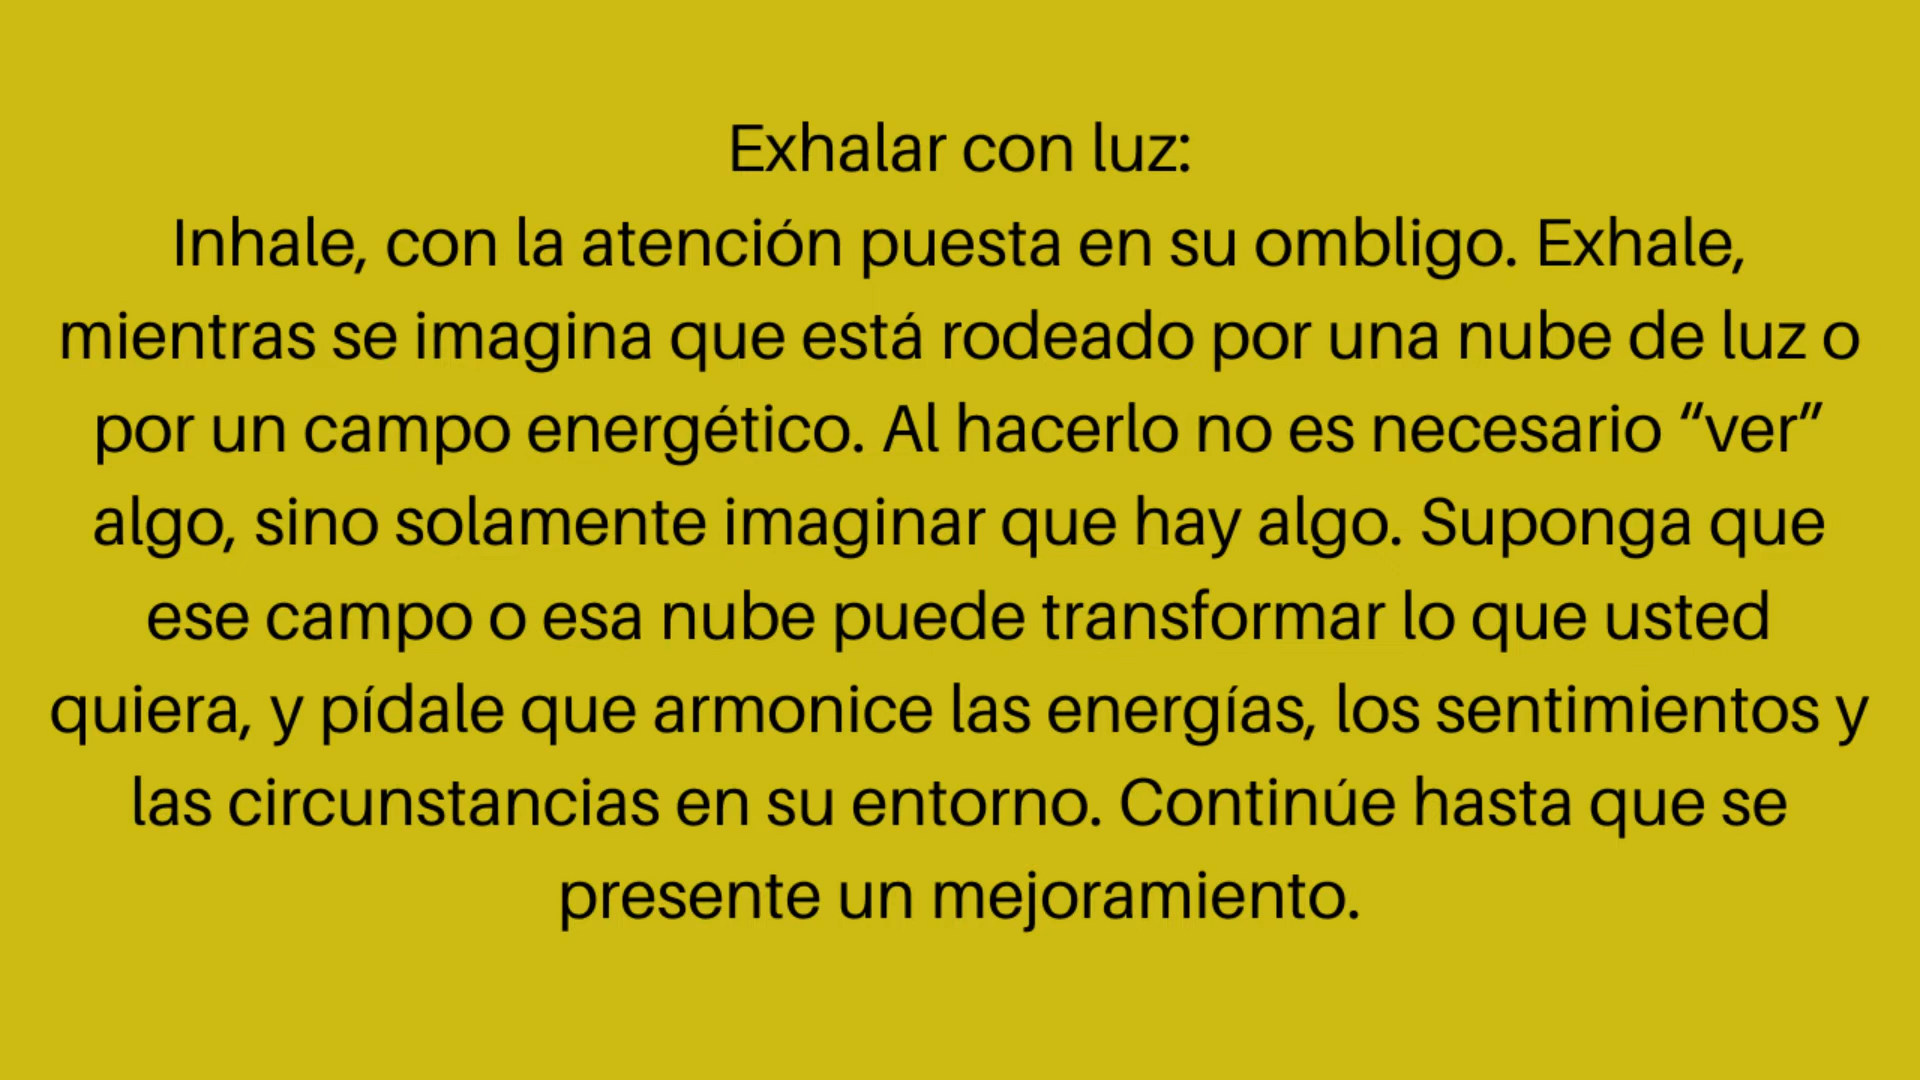 Exhalar con luz:
Inhale, con la atención puesta en su ombligo. Exhale,
mientras se imagina que está rodeado por una nube de luz o
por un campo energético. Al hacerlo no es necesario “ver”
algo, sino solamente imaginar que hay algo. Suponga que
ese campo o esa nube puede transformar lo que usted
quiera, y pídale que armonice las energías, los sentimientos y
las circunstancias en su entorno. Continúe hasta que se
presente un mejoramiento.